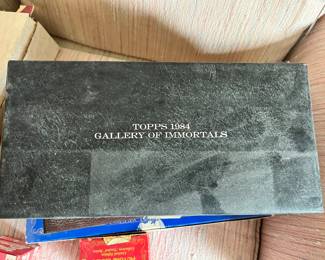 TOPPS 1984
GALLERY OF IMMORTALS